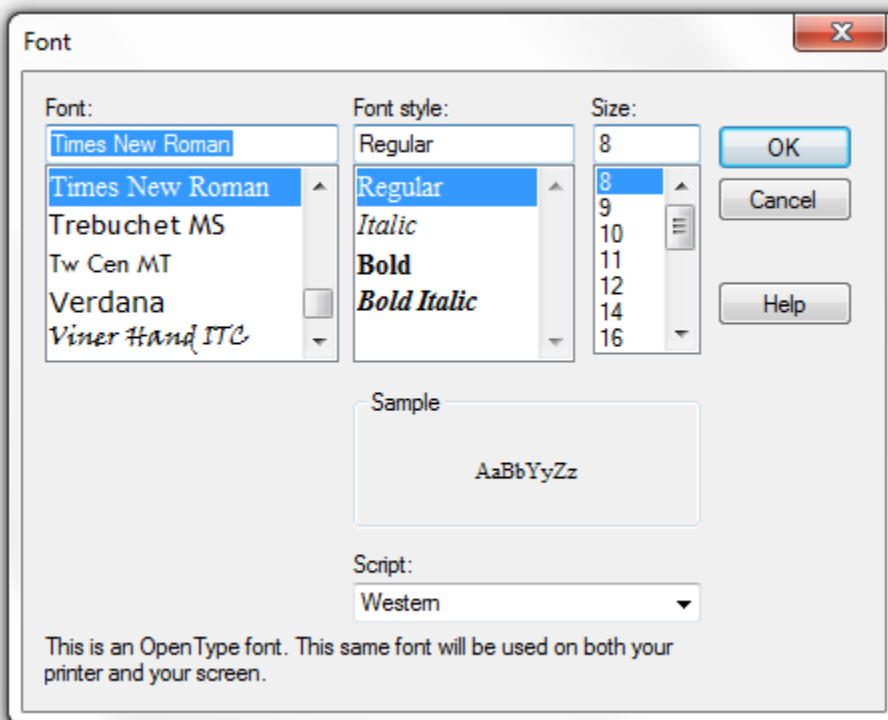 Font
Font:
Times New Roman
Times New Roman
Trebuchet MS
Tw Cen MT
Verdana
Viner Hand ITC
Font style:
Regular
Regular
Italic
Bold
Bold Italic
Size:
8
8
9
10
11
12
14
16
OK
Cancel
Help
Sample
AaBbYyZz
Script:
Western
This is an OpenType font. This same font will be used on both your
printer and your screen.